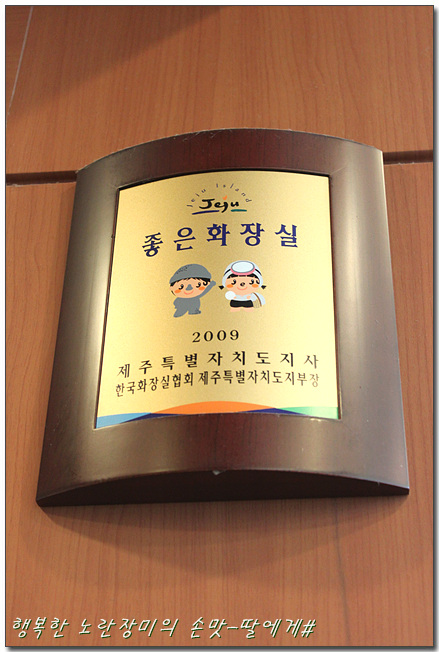 Jeju Island
Jeju
좋은화장실
2009
제주특별자치도지사
한국화장실협회 제주특별자치도지부장
행복한 노란장미의 손맛-딸에게#